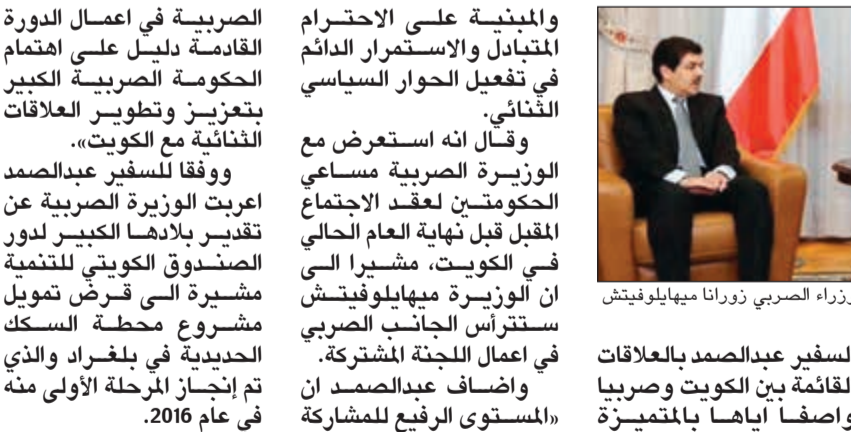 وزراء الصربي زورانا ميهايلوفيتش
السفير عبدالصمد بالعلاقات
القائمة بين الكويت وصربيا
واصفا اياها بالمتميزة
والمبنية على الاحترام
المتبادل والاستمرار الدائم
في تفعيل الحوار السياسي
الثنائي.
وقال انه استعرض مع
الوزيرة الصربية مساعي
الحكومتين لعقد الاجتماع
المقبل قبل نهاية العام الحالي
في الكويت، مشيرا الى
ان الوزيرة ميهايلوفيتش
ستترأس الجانب الصربي
في اعمال اللجنة المشتركة.
واضاف عبدالصمد ان
«المستوى الرفيع للمشاركة
الصربية في اعمال الدورة
القادمة دليل على اهتمام
الحكومة الصربية الكبير
بتعزيز وتطوير العلاقات
الثنائية مع الكويت».
ووفقا للسفير عبدالصمد
اعربت الوزيرة الصربية عن
تقدير بلادها الكبير لدور
الصندوق الكويتي للتنمية
مشيرة الى قرض تمويل
مشروع محطة السكك
الحديدية في بلغراد والذي
تم إنجاز المرحلة الأولى منه
في عام 2016.